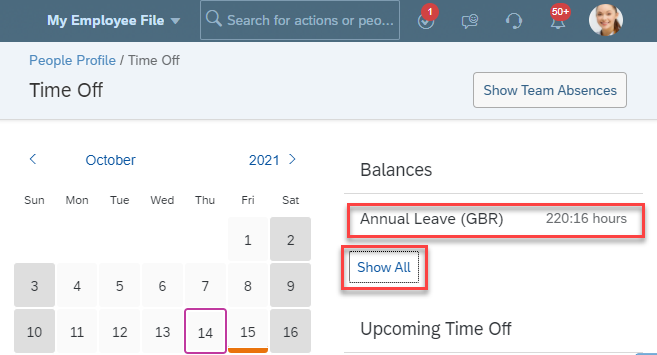 My Employee File
Search for actions or peo...
1
50+
People Profile / Time Off
Time Off
Show Team Absences
October 2021
Sun Mon Tue Wed Thu Fri Sat
1 2
3 4 5 6 7 8 9
10 11 12 13 14 15 16
Balances
Annual Leave (GBR) 220:16 hours
Show All
Upcoming Time Off